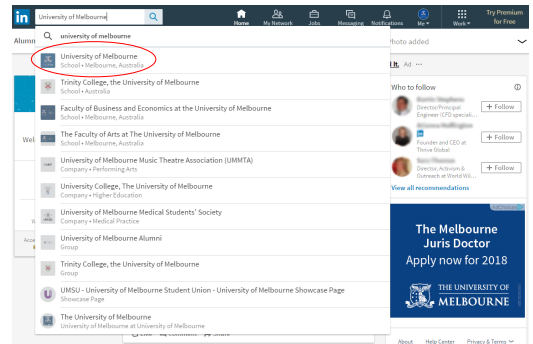 in
University of Melbourne
Home
My Network
Jobs
Messaging
Notifications
Me
Work
Try Premium
for Free
Alumn
university of melbourne
University of Melbourne
School • Melbourne, Australia
Trinity College, the University of Melbourne
School • Australia
Faculty of Business and Economics at the University of Melbourne
School • Melbourne, Australia
The Faculty of Arts at The University of Melbourne
School • Melbourne, Australia
University of Melbourne Music Theatre Association (UMMTA)
Company • Performing Arts
University College, The University of Melbourne
Company • Higher Education
University of Melbourne Medical Students' Society
Company • Medical Practice
University of Melbourne Alumni
Group
Trinity College, the University of Melbourne
Group
UMSU - University of Melbourne Student Union - University of Melbourne Showcase Page
Showcase Page
The University of Melbourne
University of Melbourne at University of Melbourne
Wel
Acce
Photo added
Ad ...
Who to follow
Director/Principal
Engineer (CFD speciali...
+ Follow
Founder and CEO at
Thrive Global
+ Follow
Director, Activism &
Outreach at World Wil...
+ Follow
View all recommendations
The Melbourne
Juris Doctor
Apply now for 2018
THE UNIVERSITY OF
MELBOURNE
About Help Center Privacy & Terms